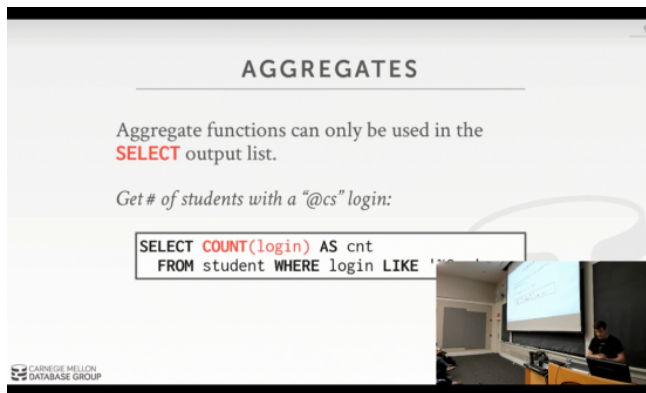 AGGREGATES
Aggregate functions can only be used in the
SELECT output list.
Get # of students with a “@cs” login:
SELECT COUNT(login) AS cnt
FROM student WHERE login LIKE
CARNEGIE MELLON
DATABASE GROUP